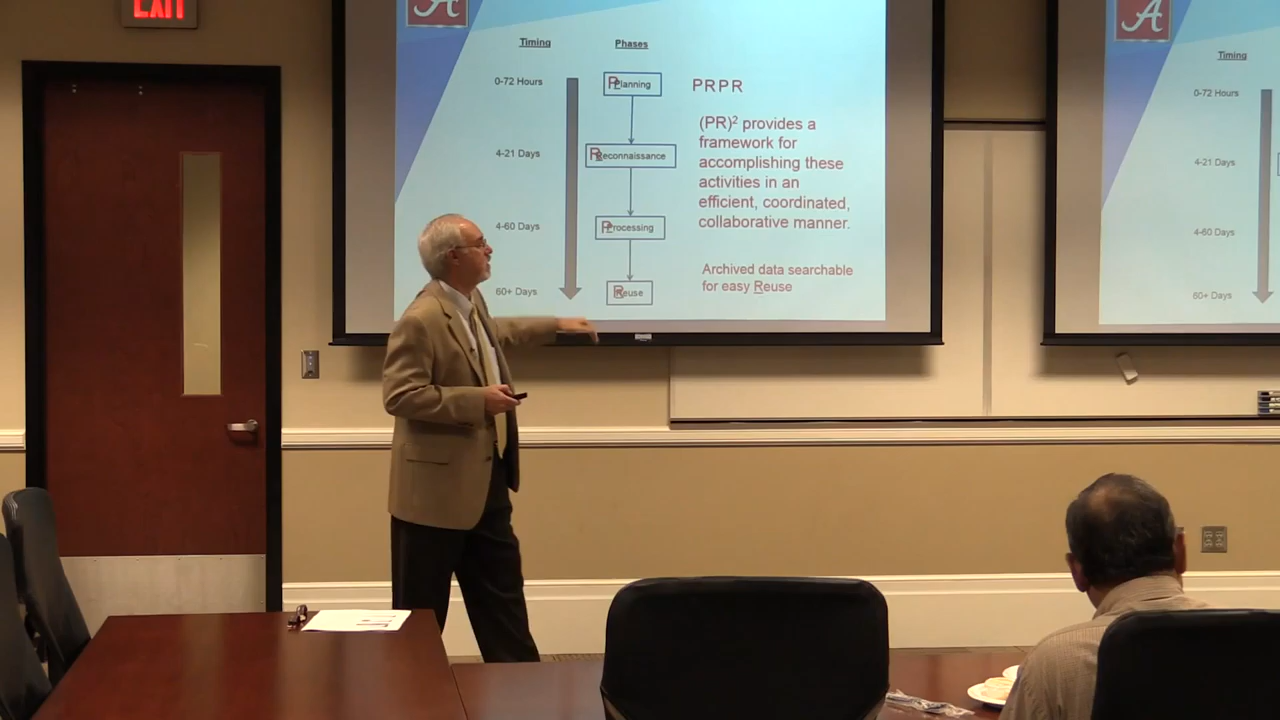 EXIT
A
Timing
Phases
0-72 Hours
Planning
PRPR
4-21 Days
Reconnaissance
(PR)² provides a
framework for
accomplishing these
activities in an
efficient, coordinated,
collaborative manner.
4-60 Days
Processing
60+ Days
Reuse
Archived data searchable
for easy Reuse
A
Timing
0-72 Hours
4-21 Days
4-60 Days
60+ Days